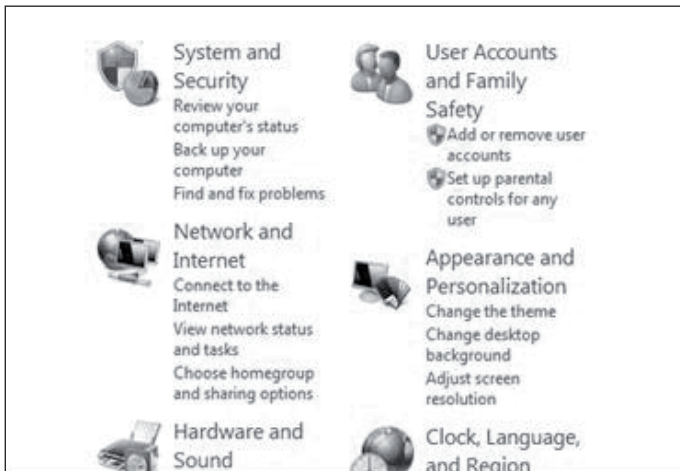 System and
Security
Review your
computer's status
Back up your
computer
Find and fix problems
Network and
Internet
Connect to the
Internet
View network status
and tasks
Choose homegroup
and sharing options
Hardware and
Sound
User Accounts
and Family
Safety
Add or remove user
accounts
Set up parental
controls for any
user
Appearance and
Personalization
Change the theme
Change desktop
background
Adjust screen
resolution
Clock, Language,
and Region